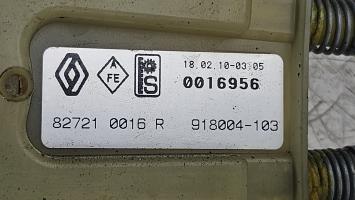 A
FE
S
18.02.10-03:05
0016956
82721 0016 R 918004-103